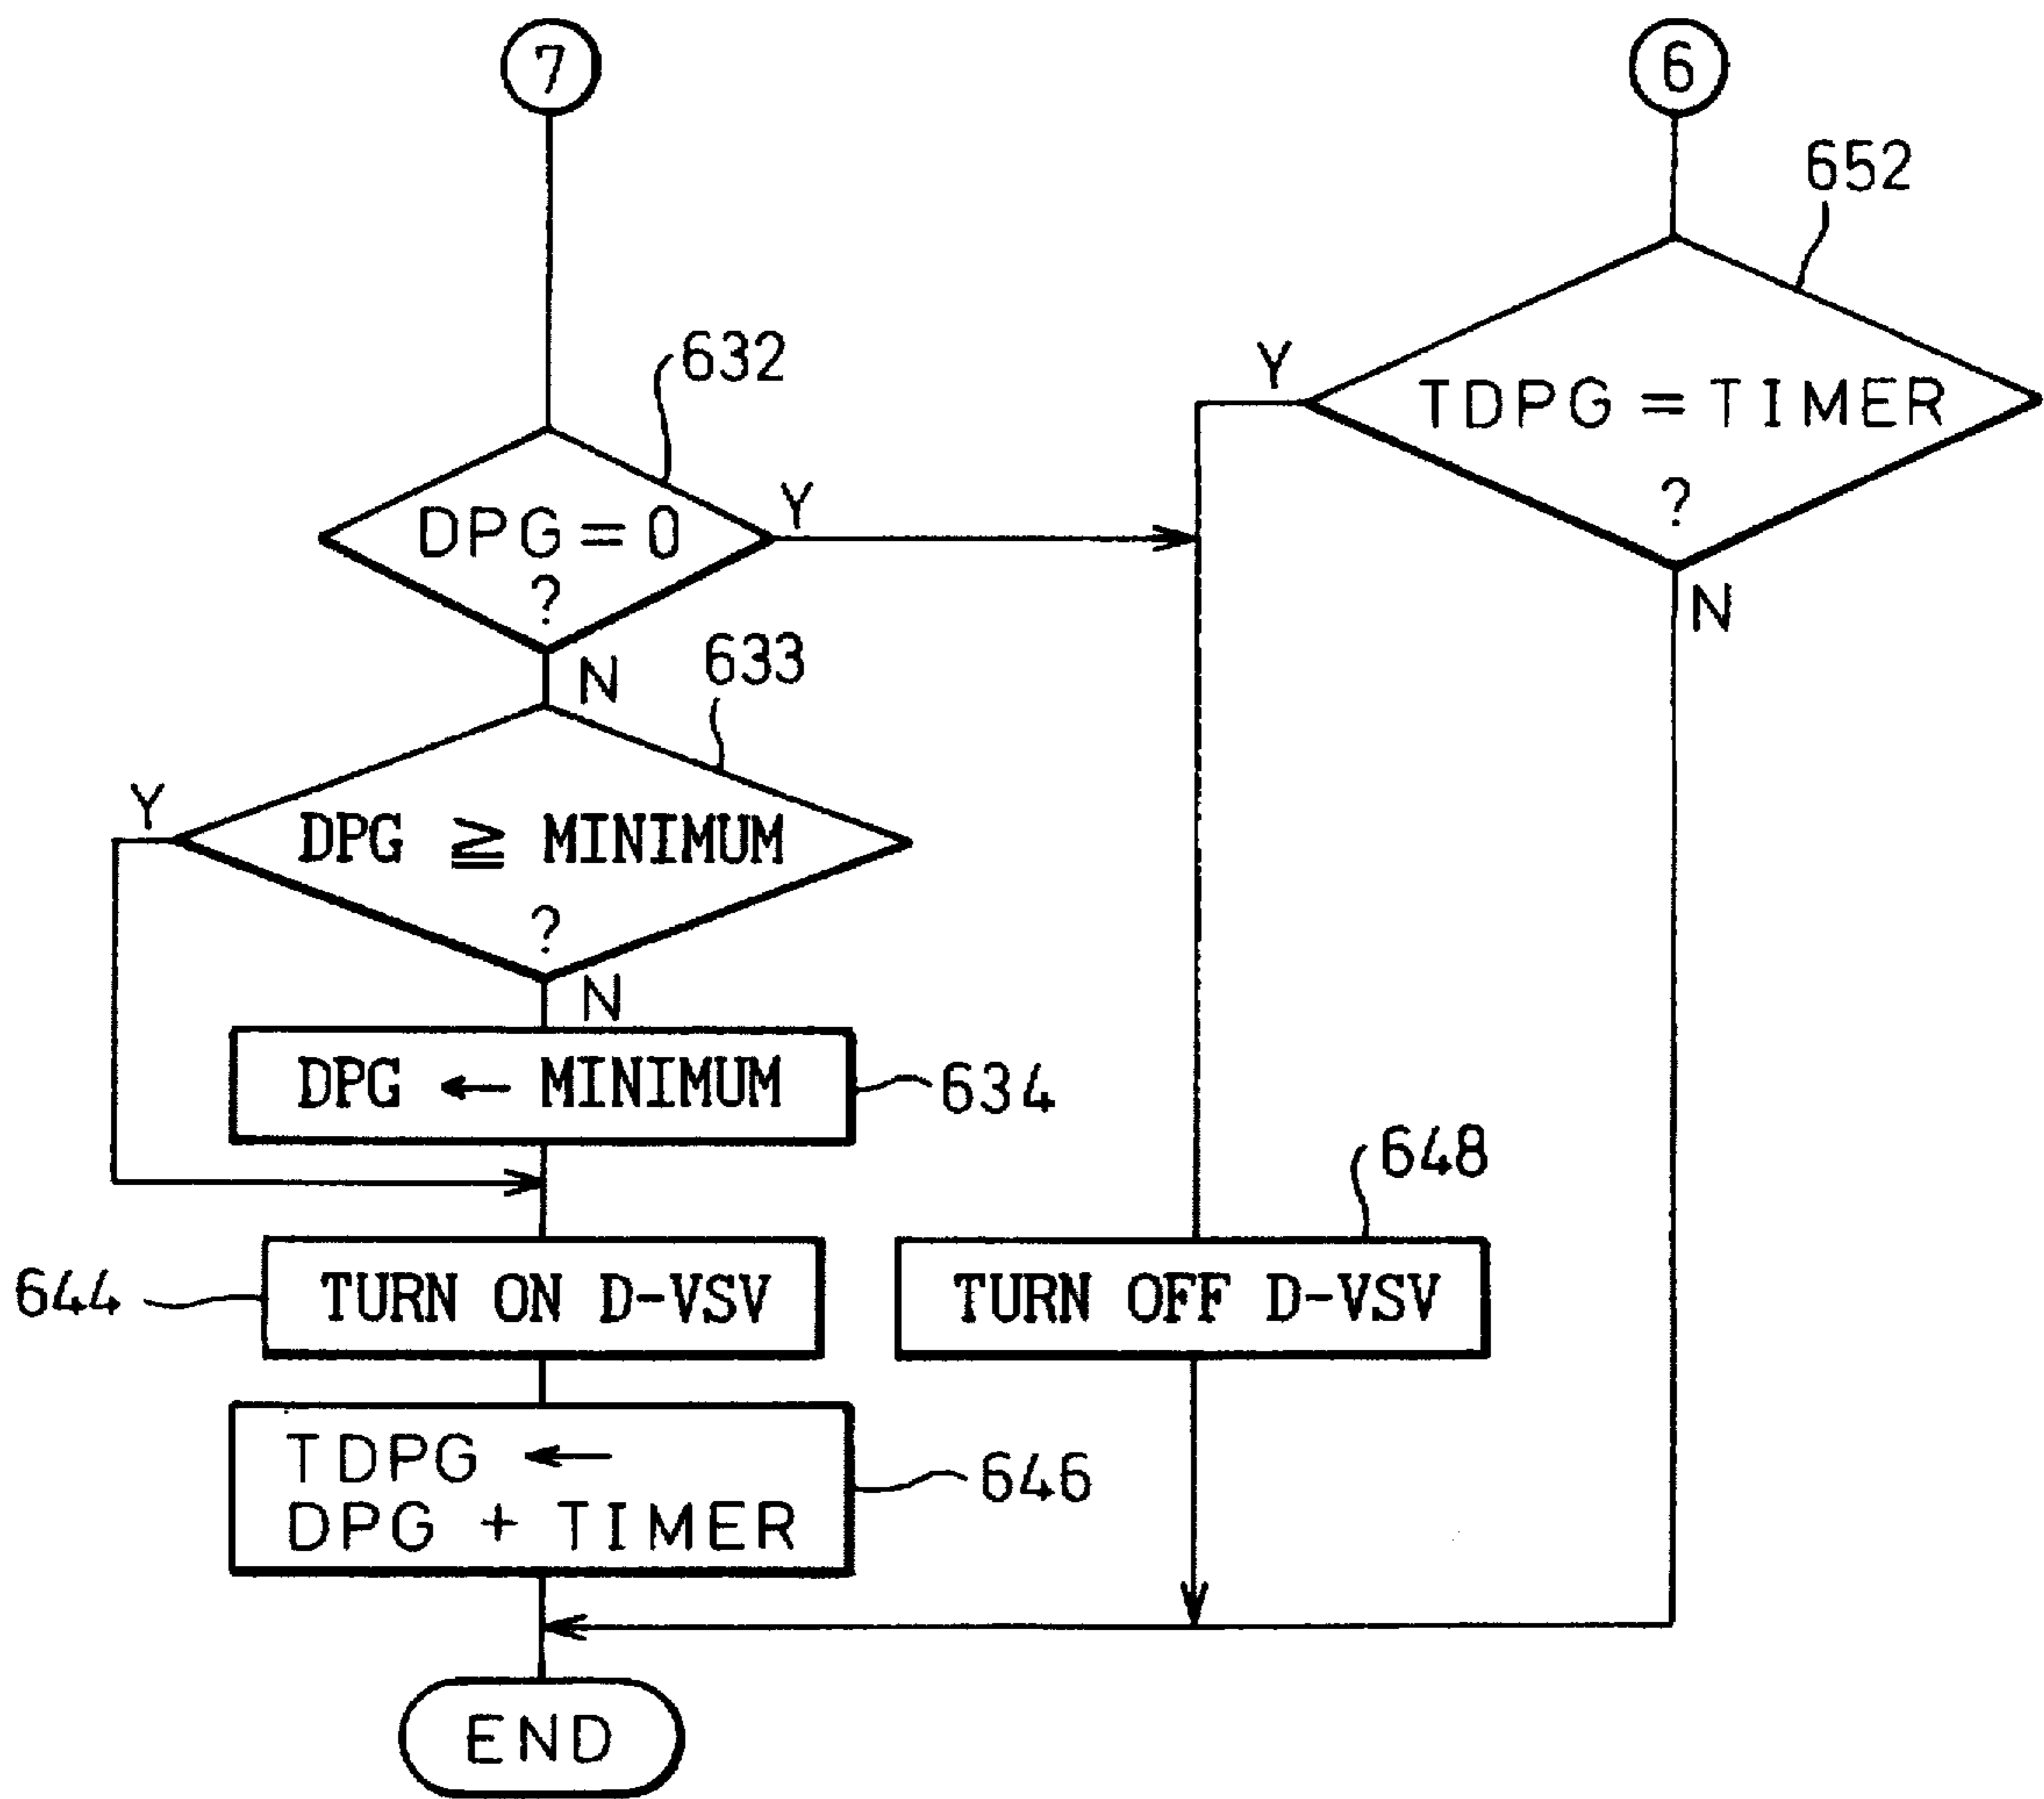 7
6
652
632
Y
TDPG = TIMER
?
Y
DPG = 0
?
N
N
633
Y
DPG ≧ MINIMUM
?
N
DPG ← MINIMUM
634
648
644
TURN ON D-VSV
TURN OFF D-VSV
TDPG ←
DPG + TIMER
646
END